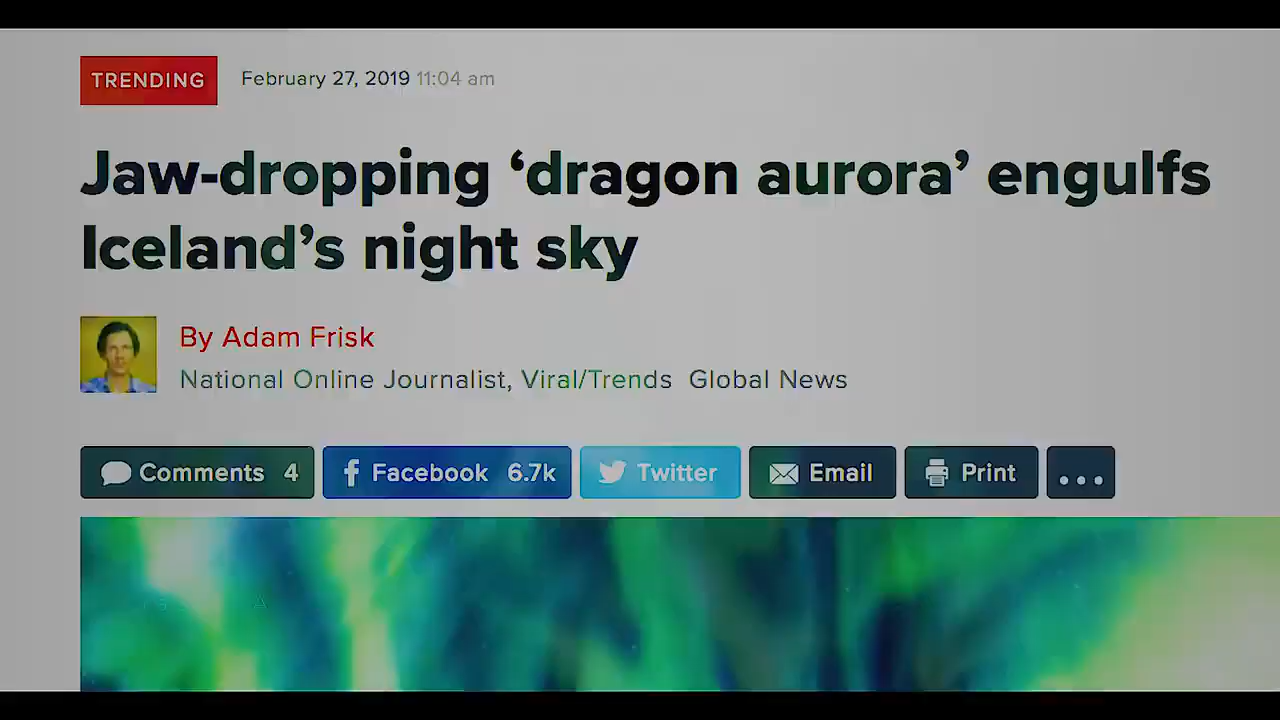 TRENDING February 27, 2019 11:04 am
Jaw-dropping ‘dragon aurora’ engulfs
Iceland’s night sky
By Adam Frisk
National Online Journalist, Viral/Trends Global News
Comments 4 Facebook 6.7k Twitter Email Print ...